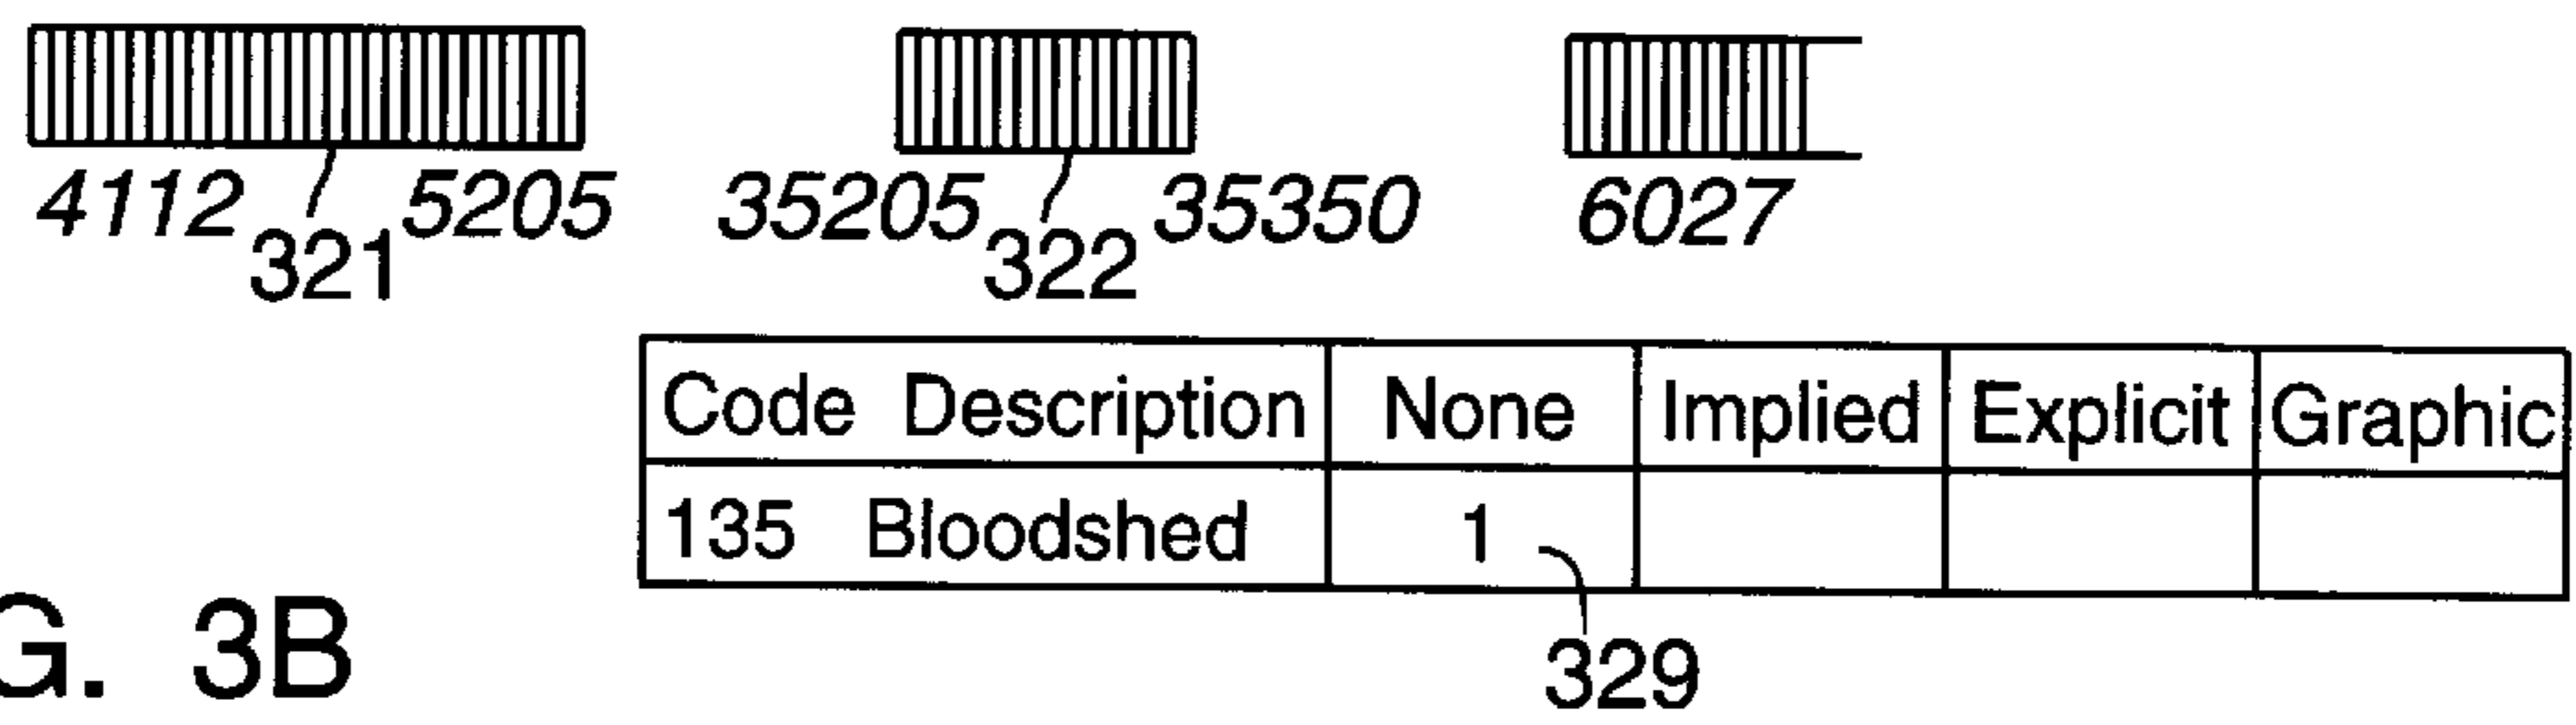 4112 321 5205 35205 322 35350 6027
Code Description None Implied Explicit Graphic
135 Bloodshed 1
329
G. 3B